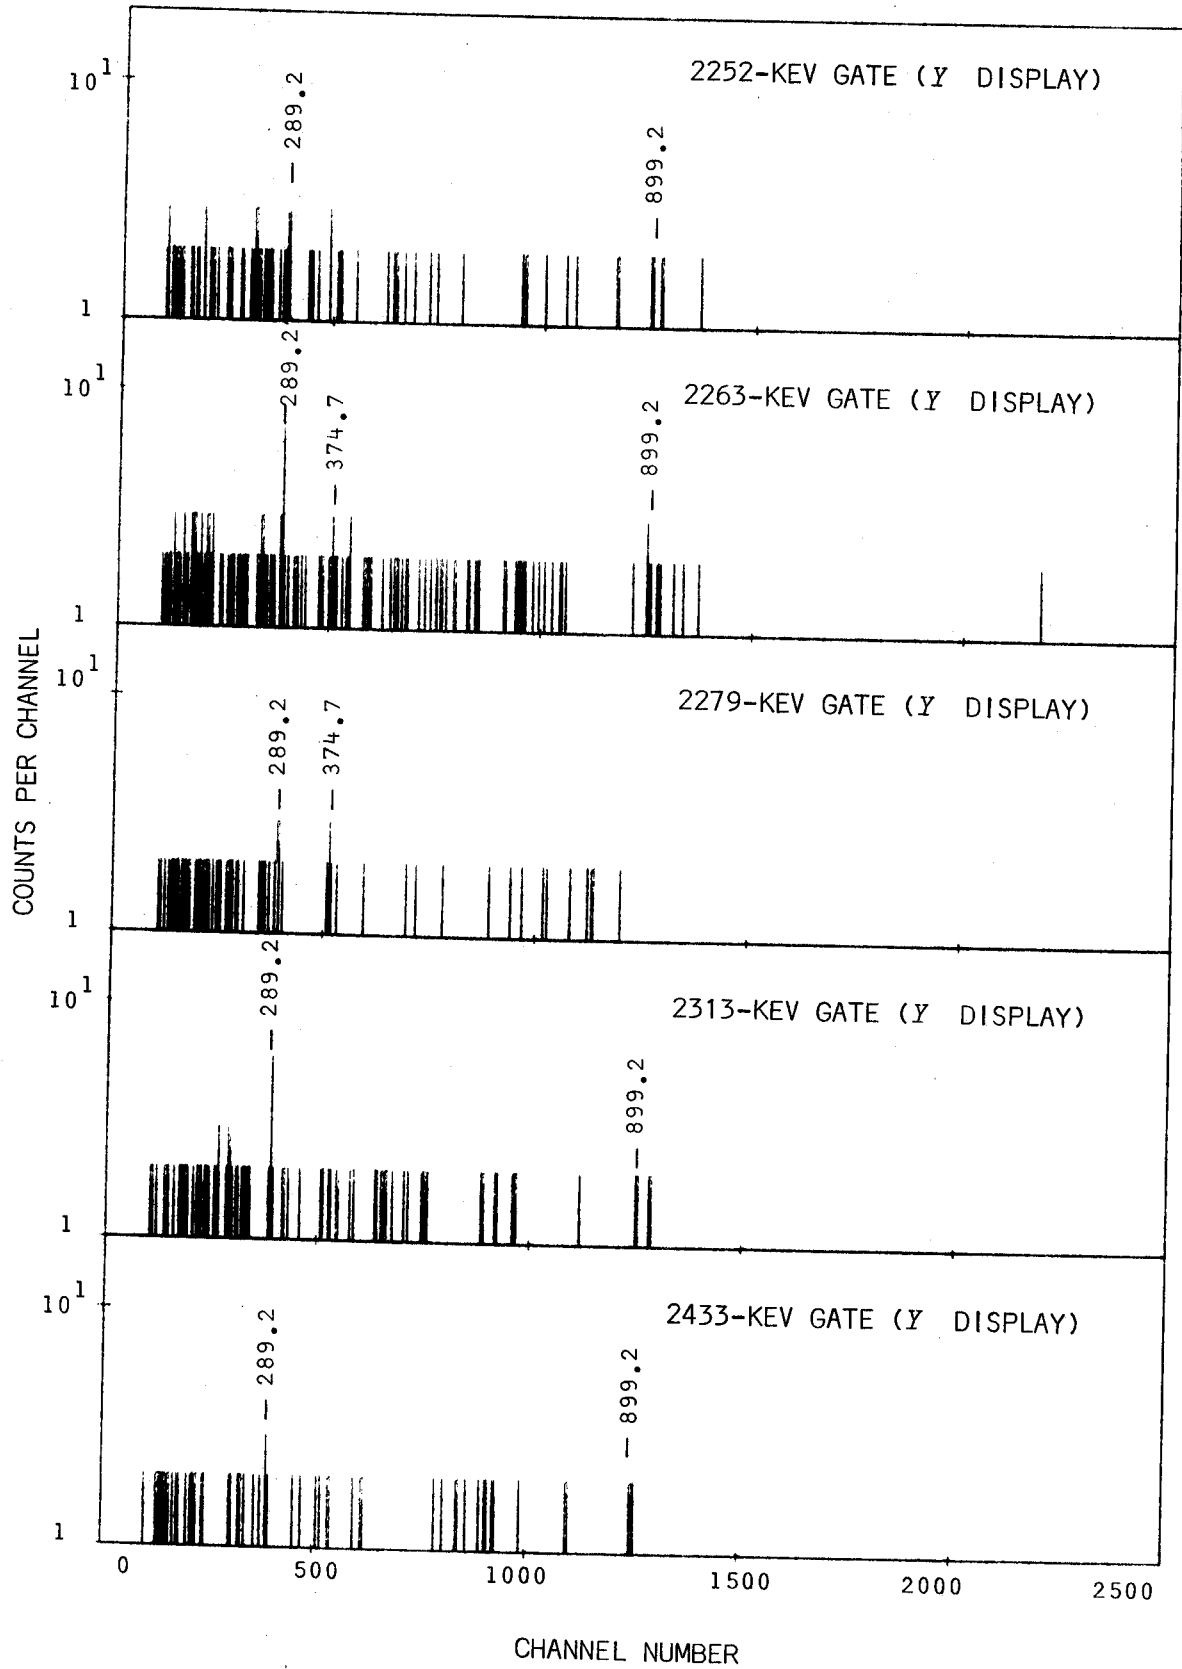 2252-KEV GATE (Y DISPLAY)
10¹
— 289.2
— 899.2
1
2263-KEV GATE (Y DISPLAY)
10¹
289.2
— 374.7
— 899.2
1
2279-KEV GATE (Y DISPLAY)
10¹
— 289.2
— 374.7
1
2313-KEV GATE (Y DISPLAY)
10¹
— 289.2
— 899.2
1
2433-KEV GATE (Y DISPLAY)
10¹
— 289.2
— 899.2
1
COUNTS PER CHANNEL
0 500 1000 1500 2000 2500
CHANNEL NUMBER